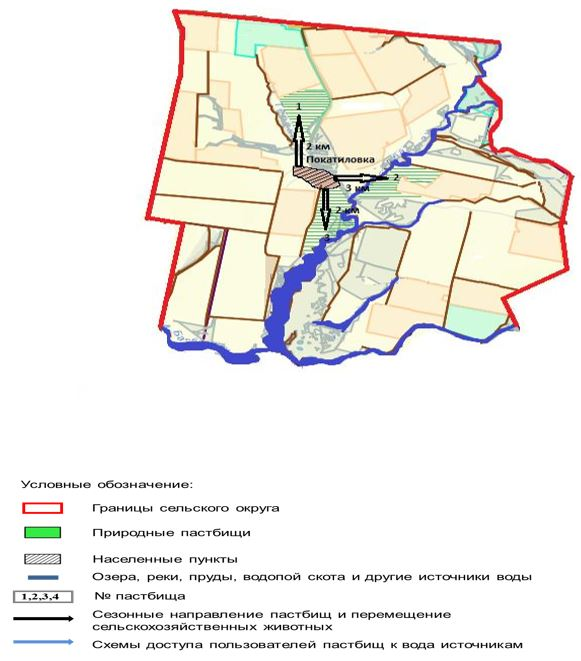 1
2 км
Покатиловка
2
3 км
2 км
3
Условные обозначение:
Границы сельского округа
Природные пастбищи
Населенные пункты
Озера, реки, пруды, водопой скота и другие источники воды
1,2,3,4 № пастбища
Сезонные направление пастбищ и перемещение
сельскохозяйственных животных
Схемы доступа пользователей пастбищ к вода источникам